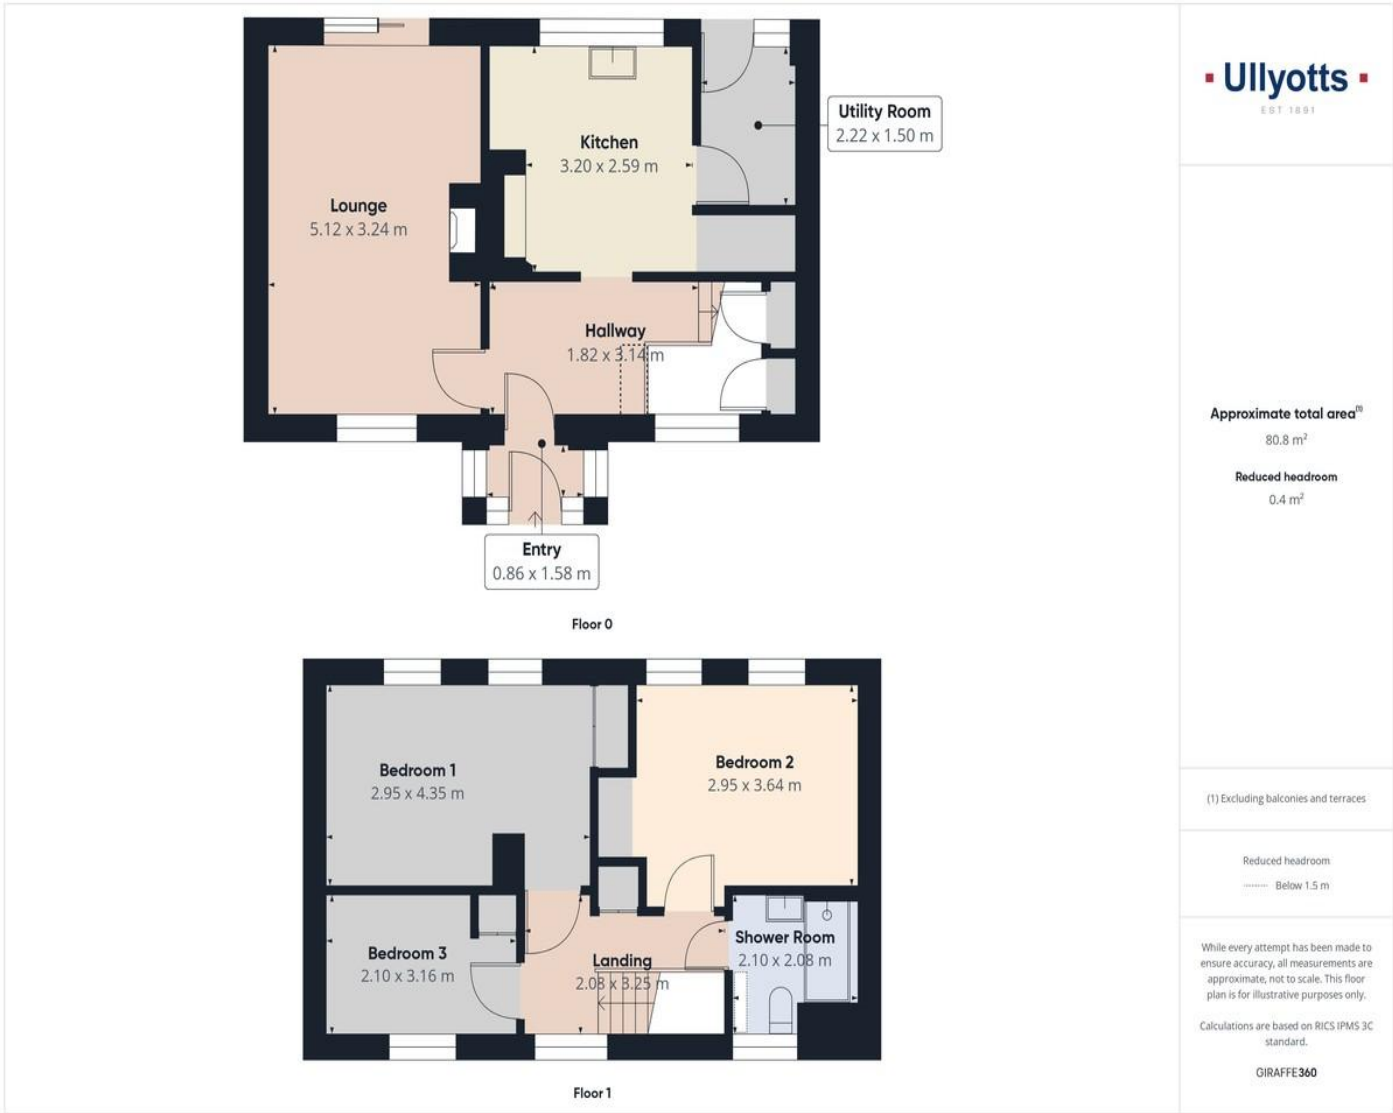 Utility Room
2.22 x 1.50 m
Kitchen
3.20 x 2.59 m
Lounge
5.12 x 3.24 m
Hallway
1.82 x 3.14 m
Entry
0.86 x 1.58 m
Floor 0
Bedroom 1
2.95 x 4.35 m
Bedroom 2
2.95 x 3.64 m
Bedroom 3
2.10 x 3.16 m
Landing
2.08 x 3.25 m
Shower Room
2.10 x 2.08 m
Floor 1
Ullyotts
EST 1891
Approximate total area(1)
80.8 m²
Reduced headroom
0.4 m²
(1) Excluding balconies and terraces
Reduced headroom
Below 1.5 m
While every attempt has been made to
ensure accuracy, all measurements are
approximate, not to scale. This floor
plan is for illustrative purposes only.
Calculations are based on RICS IPMS 3C
standard.
GIRAFFE360